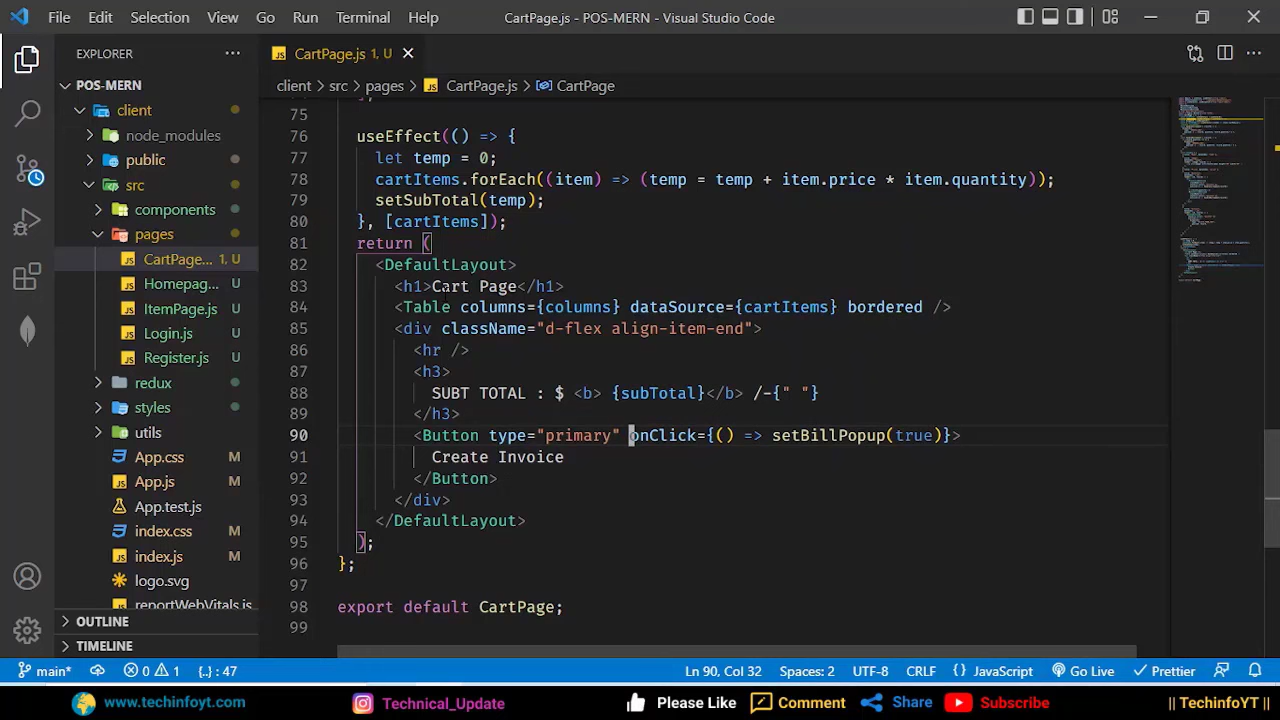 File Edit Selection View Go Run Terminal Help CartPage.js - POS-MERN - Visual Studio Code
EXPLORER
CartPage.js 1, U
POS-MERN
client > src > pages > CartPage.js > CartPage
client
node_modules
public
src
components
pages
CartPage... 1, U
Homepag... U
ItemPage.js U
Login.js U
Register.js U
redux
styles
utils
App.css M
App.js M
App.test.js
index.css M
index.js M
logo.svg
reportWebVitals.js
OUTLINE
TIMELINE
75
76 useEffect(() => {
77 let temp = 0;
78 cartItems.forEach((item) => (temp = temp + item.price * item.quantity));
79 setSubTotal(temp);
80 }, [cartItems]);
81 return (
82 <DefaultLayout>
83 <h1>Cart Page</h1>
84 <Table columns={columns} dataSource={cartItems} bordered />
85 <div className="d-flex align-item-end">
86 <hr />
87 <h3>
88 SUBT TOTAL : $ <b> {subTotal}</b> /-{" "}
89 </h3>
90 <Button type="primary" onClick={() => setBillPopup(true)}>
91 Create Invoice
92 </Button>
93 </div>
94 </DefaultLayout>
95 );
96 };
97
98 export default CartPage;
99
main* 0 1 {..} : 47 Ln 90, Col 32 Spaces: 2 UTF-8 CRLF {} JavaScript Go Live Prettier
www.techinfoyt.com Technical_Update Please Like Comment Share Subscribe || TechinfoYT ||